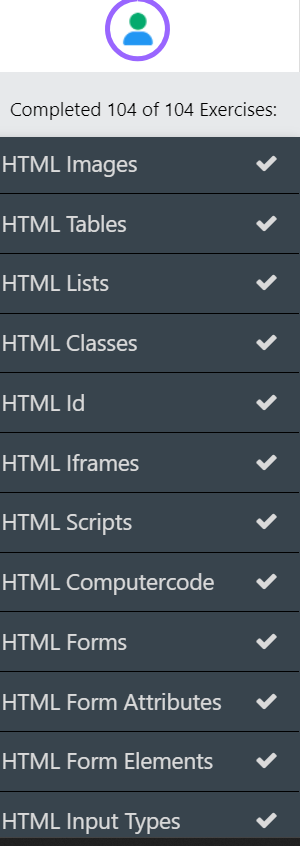 Completed 104 of 104 Exercises:
HTML Images
HTML Tables
HTML Lists
HTML Classes
HTML Id
HTML Iframes
HTML Scripts
HTML Computercode
HTML Forms
HTML Form Attributes
HTML Form Elements
HTML Input Types